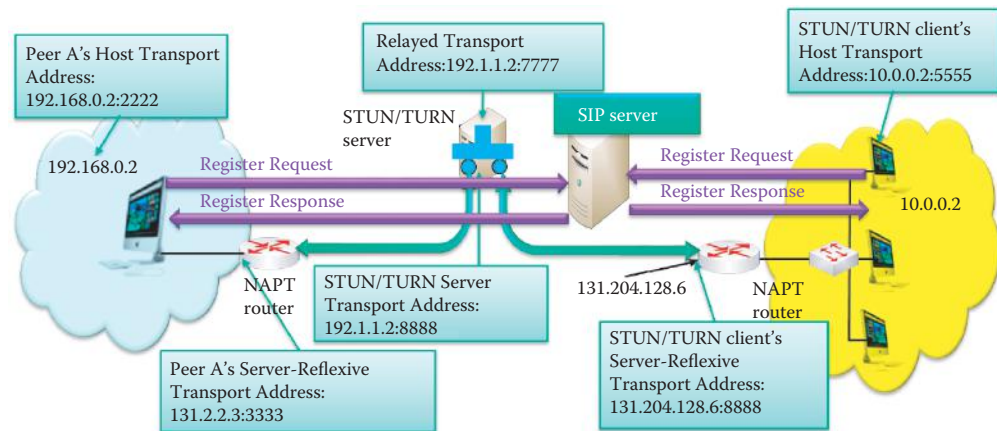 Peer A's Host Transport
Address:
192.168.0.2:2222
Relayed Transport
Address:192.1.1.2:7777
STUN/TURN client's
Host Transport
Address:10.0.0.2:5555
STUN/TURN
server
SIP server
192.168.0.2
Register Request
Register Request
Register Response
Register Response
10.0.0.2
NAPT
router
STUN/TURN Server
Transport Address:
192.1.1.2:8888
131.204.128.6
NAPT
router
Peer A's Server-Reflexive
Transport Address:
131.2.2.3:3333
STUN/TURN client's
Server-Reflexive
Transport Address:
131.204.128.6:8888